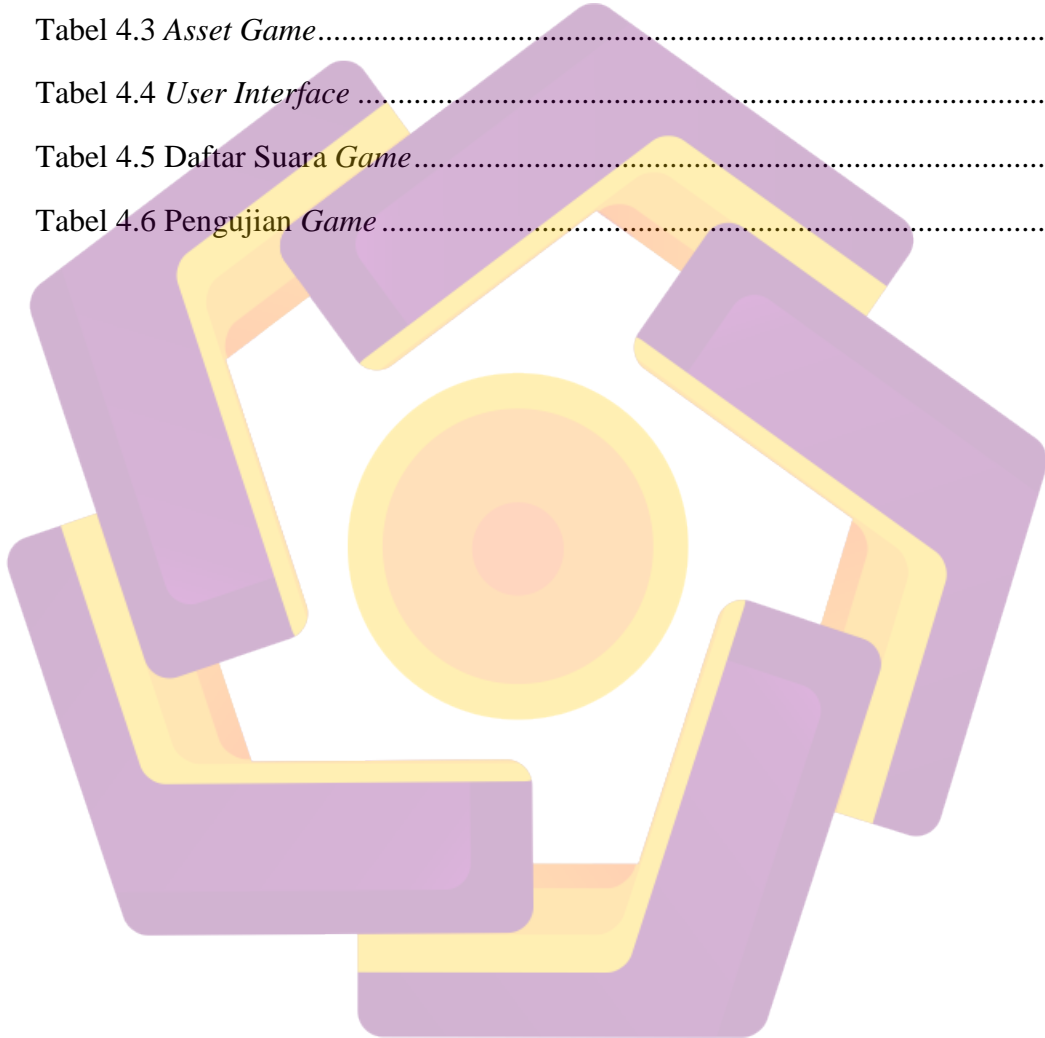 Tabel 4.3 Asset Game....................................................................................
Tabel 4.4 User Interface ................................................................................
Tabel 4.5 Daftar Suara Game.........................................................................
Tabel 4.6 Pengujian Game .............................................................................